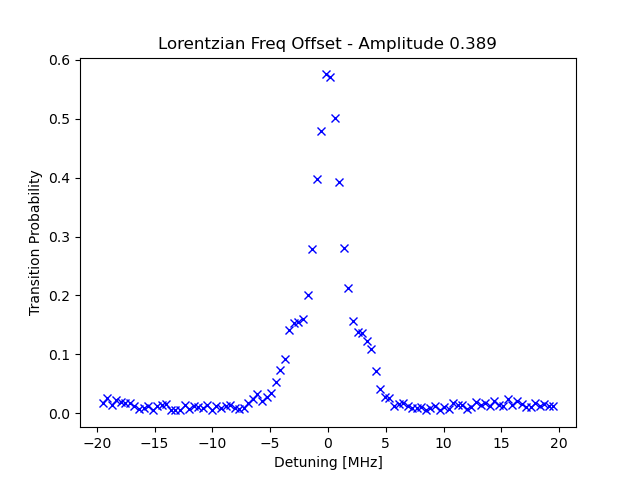 Lorentzian Freq Offset - Amplitude 0.389
0.6
0.5
0.4
0.3
0.2
0.1
0.0
Transition Probability
−20 −15 −10 −5 0 5 10 15 20
Detuning [MHz]